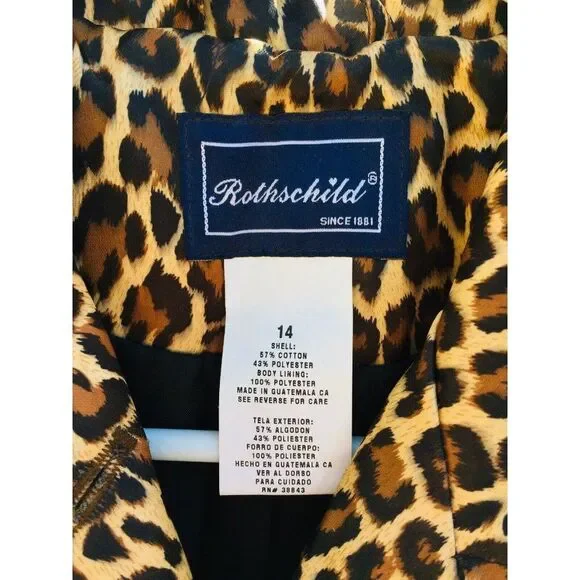 Rothschild®
SINCE 1881
14
SHELL:
57% COTTON
43% POLYESTER
BODY LINING:
100% POLYESTER
MADE IN GUATEMALA CA
SEE REVERSE FOR CARE
TELA EXTERIOR:
57% ALGODON
43% POLIESTER
FORRO DE CUERPO:
100% POLIESTER
HECHO EN GUATEMALA CA
VER AL DORSO
PARA CUIDADO
RN# 38843